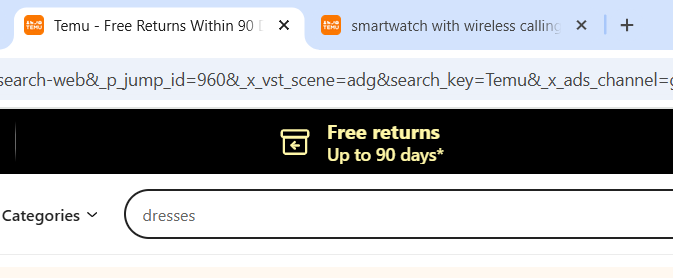 TEMU
Temu - Free Returns Within 90
TEMU
smartwatch with wireless calling
search-web&_p_jump_id=960&_x_vst_scene=adg&search_key=Temu&_x_ads_channel=
Free returns
Up to 90 days*
Categories
dresses